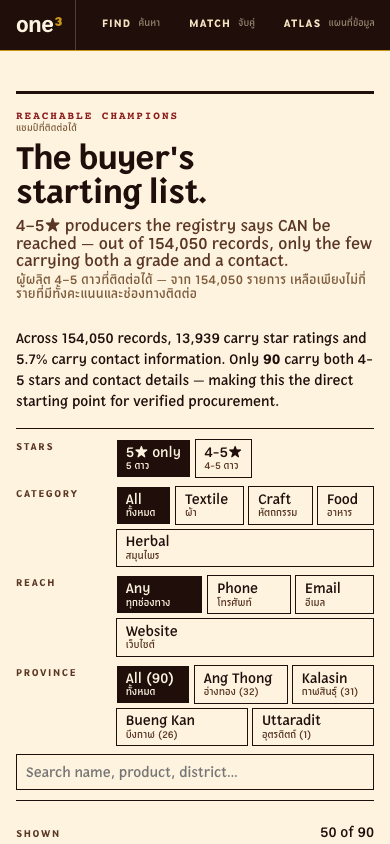 one³
FIND ค้นหา MATCH จับคู่ ATLAS แผนที่ข้อมูล
REACHABLE CHAMPIONS
แชมป์ที่ติดต่อได้
The buyer's
starting list.
4–5★ producers the registry says CAN be
reached — out of 154,050 records, only the few
carrying both a grade and a contact.
ผู้ผลิต 4–5 ดาวที่ติดต่อได้ — จาก 154,050 รายการ เหลือเพียงไม่กี่
รายที่มีทั้งคะแนนและช่องทางติดต่อ
Across 154,050 records, 13,939 carry star ratings and
5.7% carry contact information. Only 90 carry both 4-
5 stars and contact details — making this the direct
starting point for verified procurement.
STARS
5★ only 4-5★
5 ดาว 4-5 ดาว
CATEGORY
All Textile Craft Food
ทั้งหมด ผ้า หัตถกรรม อาหาร
Herbal
สมุนไพร
REACH
Any Phone Email
ทุกช่องทาง โทรศัพท์ อีเมล
Website
เว็บไซต์
PROVINCE
All (90) Ang Thong Kalasin
ทั้งหมด อ่างทอง (32) กาฬสินธุ์ (31)
Bueng Kan Uttaradit
บึงกาฬ (26) อุตรดิตถ์ (1)
Search name, product, district...
SHOWN 50 of 90